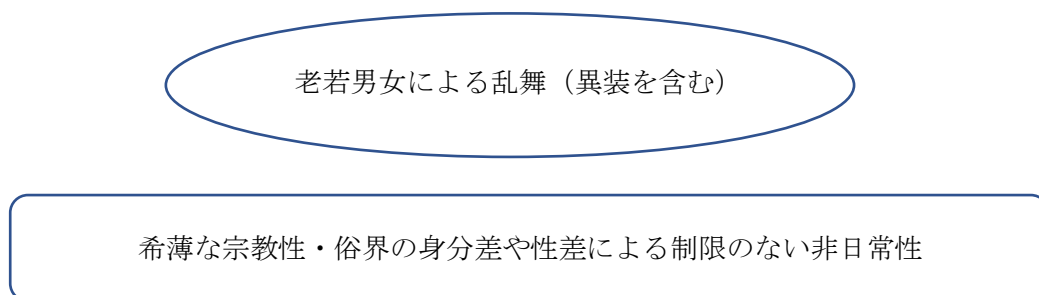 老若男女による乱舞（異装を含む）
希薄な宗教性・俗界の身分差や性差による制限のない非日常性